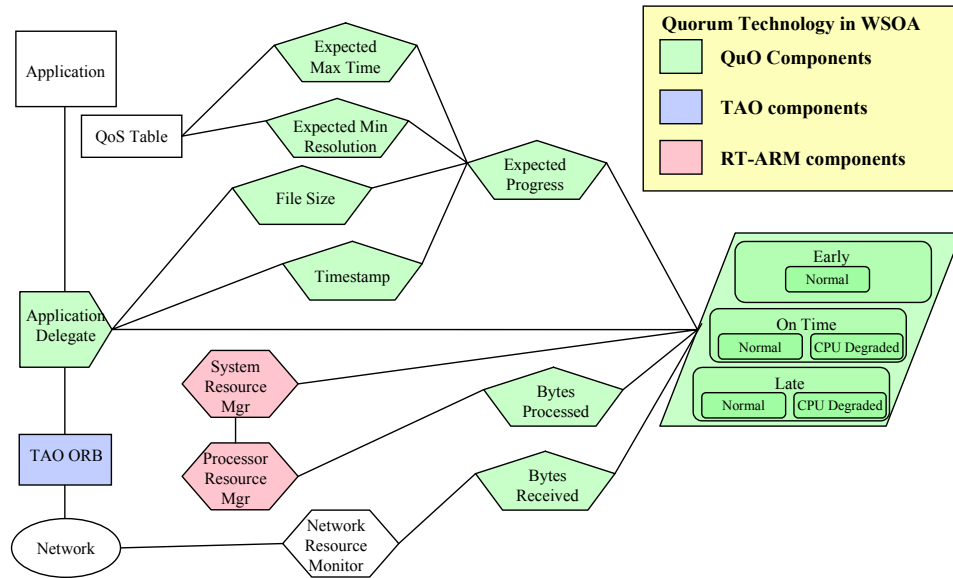 Quorum Technology in WSOA
QuO Components
TAO components
RT-ARM components
Application
QoS Table
Expected
Max Time
Expected Min
Resolution
File Size
Timestamp
Expected
Progress
Application
Delegate
Early
Normal
On Time
Normal
CPU Degraded
Late
Normal
CPU Degraded
System
Resource
Mgr
Bytes
Processed
TAO ORB
Processor
Resource
Mgr
Bytes
Received
Network
Network
Resource
Monitor